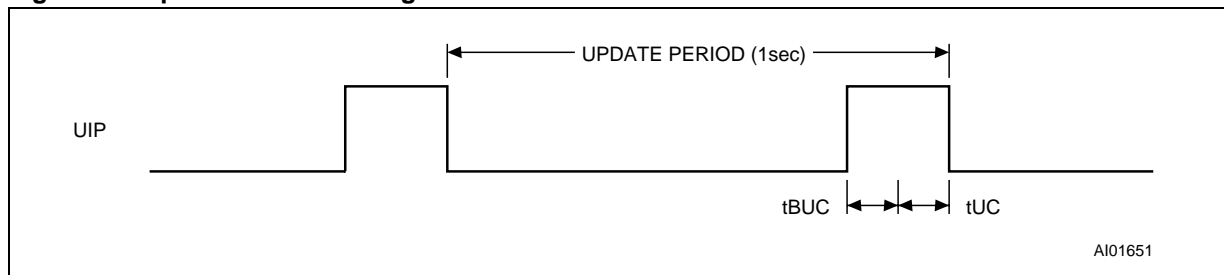 UPDATE PERIOD (1sec)
UIP
tBUC
tUC
AI01651